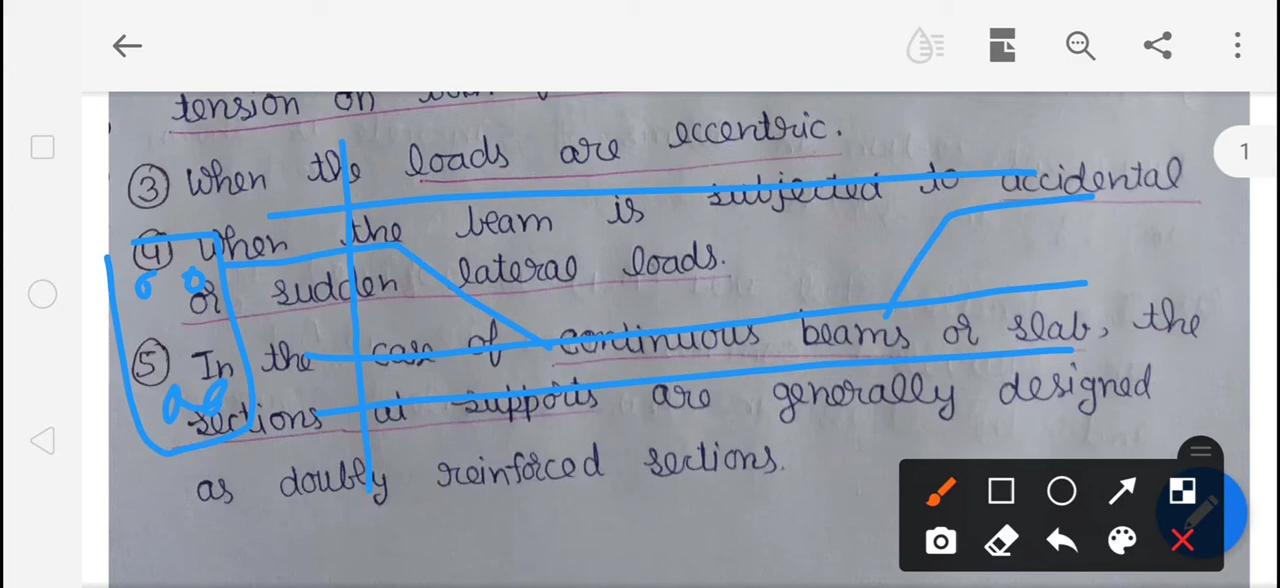 tension on
③ When the loads are eccentric.
1
④ When the beam is subjected to accidental
or sudden lateral loads.
⑤ In the case of continuous beams or slab, the
sections at supports are generally designed
as doubly reinforced sections.